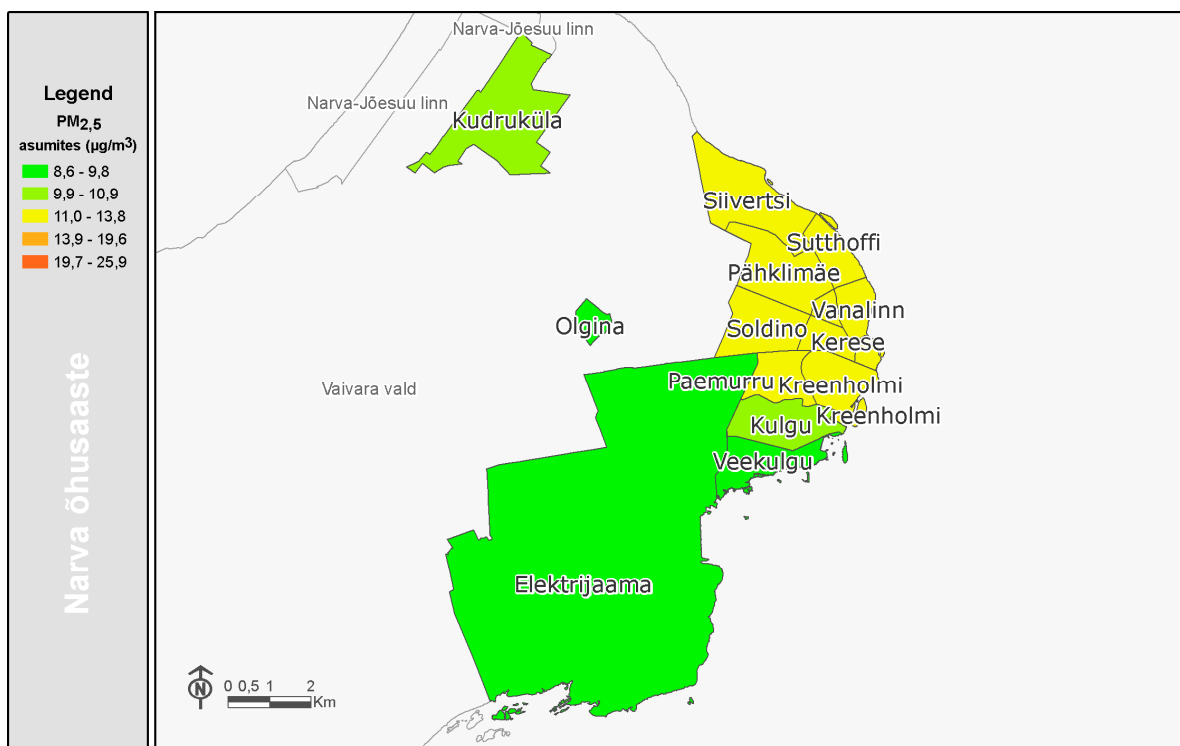 Legend
PM2,5
asumites (µg/m3)
8,6 - 9,8
9,9 - 10,9
11,0 - 13,8
13,9 - 19,6
19,7 - 25,9
Narva õhusaaste
Narva-Jõesuu linn
Narva-Jõesuu linn
Kudruküla
Siivertsi
Sutthoffi
Pähklimäe
Vanalinn
Olgina
Soldino
Kerese
Vaivara vald
Paemurru
Kreenholmi
Kreenholmi
Kulgu
Veekulgu
Elektrijaama
N
0 0,5 1 2
Km